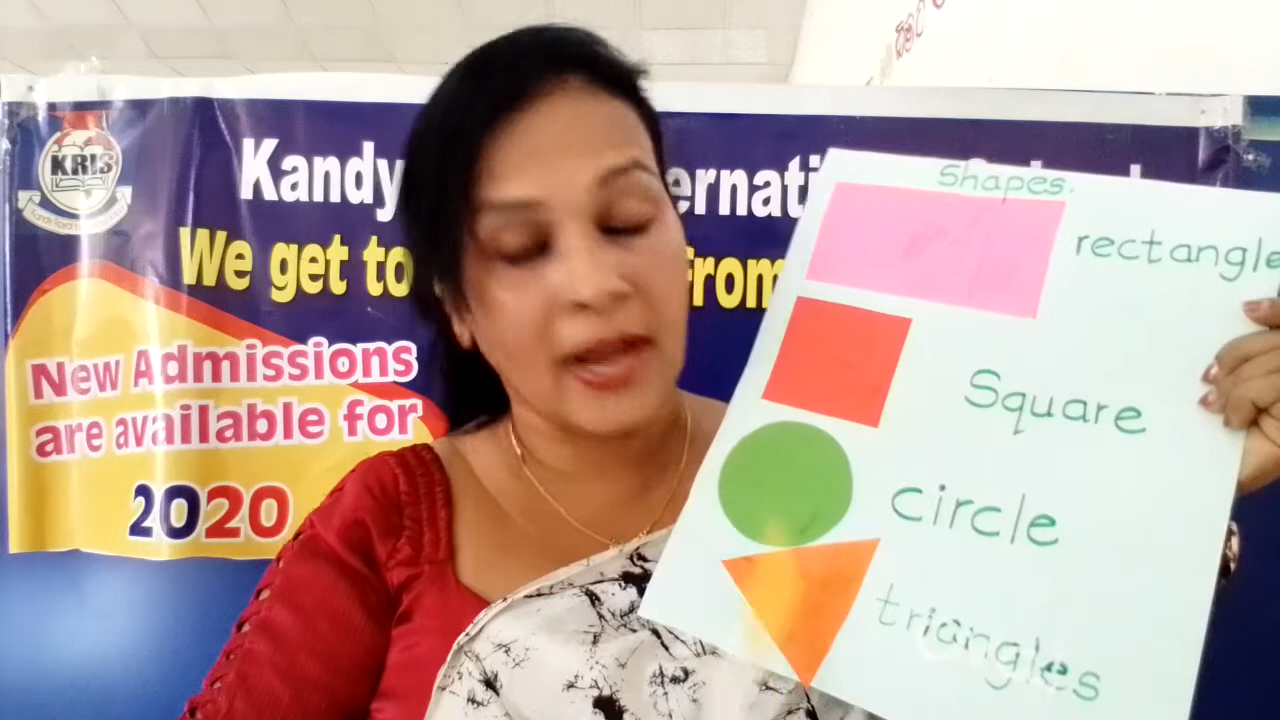 KRIS
Kandy
ernati
We get to
from
New Admissions
are available for
2020
Shapes.
rectangle
Square
circle
triangles